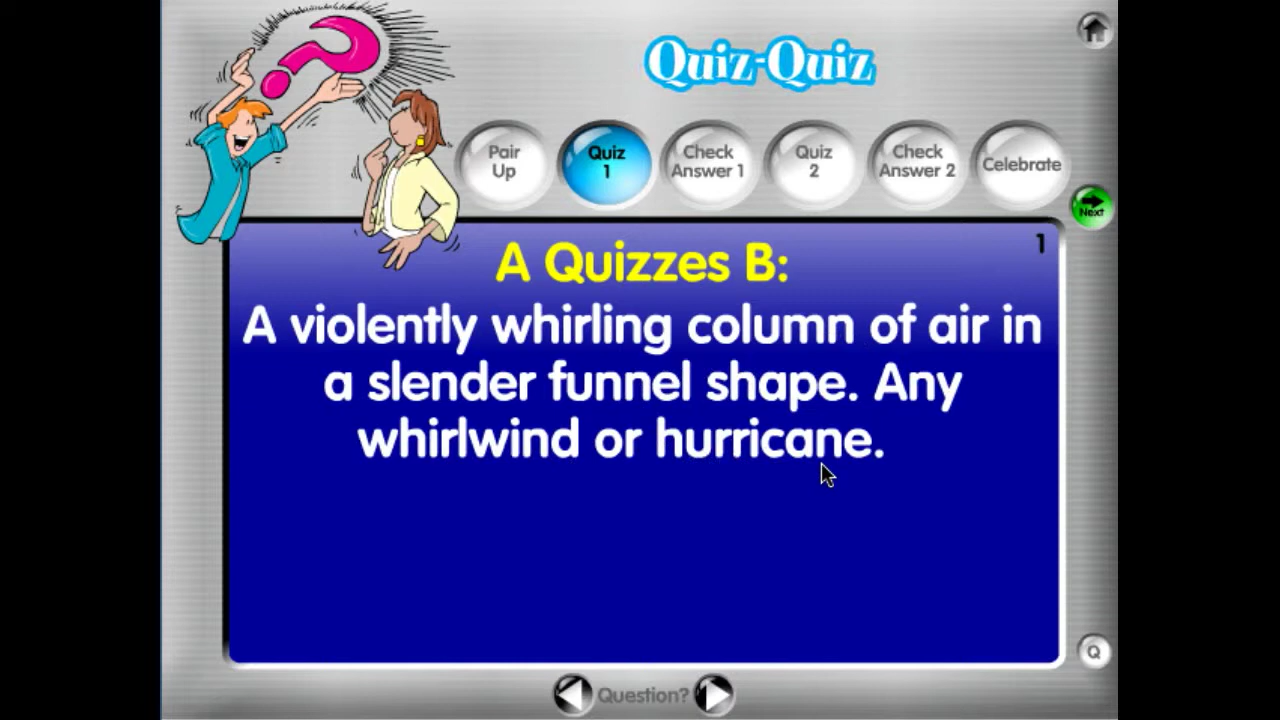 Quiz-Quiz
Pair
Up
Quiz
1
Check
Answer 1
Quiz
2
Check
Answer 2
Celebrate
Next
1
A Quizzes B:
A violently whirling column of air in
a slender funnel shape. Any
whirlwind or hurricane.
Q
Question?